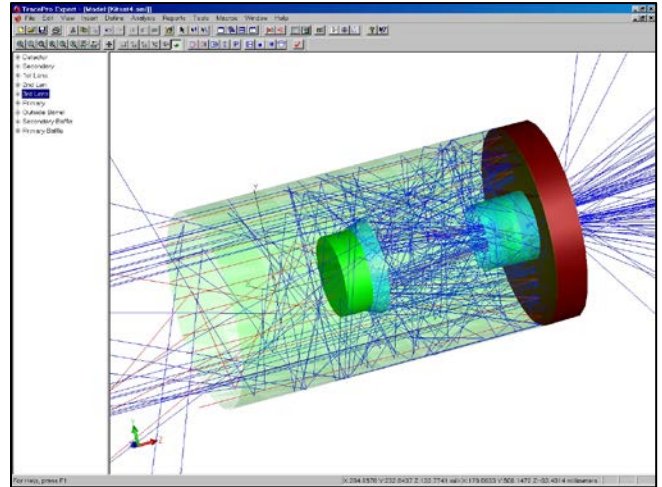 TracePro Expert - [Model:[Kitsat4.oml]]
File Edit View Insert Define Analysis Reports Tools Macros Window Help
Detector
Secondary
1st Lens
2nd Len
3rd Lens
Primary
Outside Barrel
Secondary Baffle
Primary Baffle
Y
Y
Z
For Help, press F1
millimeters